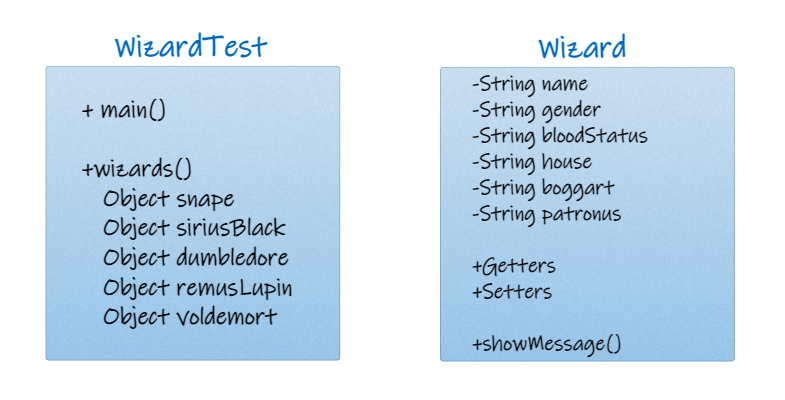 WizardTest
+ main()
+wizards()
Object snape
Object siriusBlack
Object dumbledore
Object remusLupin
Object voldemort
Wizard
-String name
-String gender
-String bloodStatus
-String house
-String boggart
-String patronus
+Getters
+Setters
+showMessage()